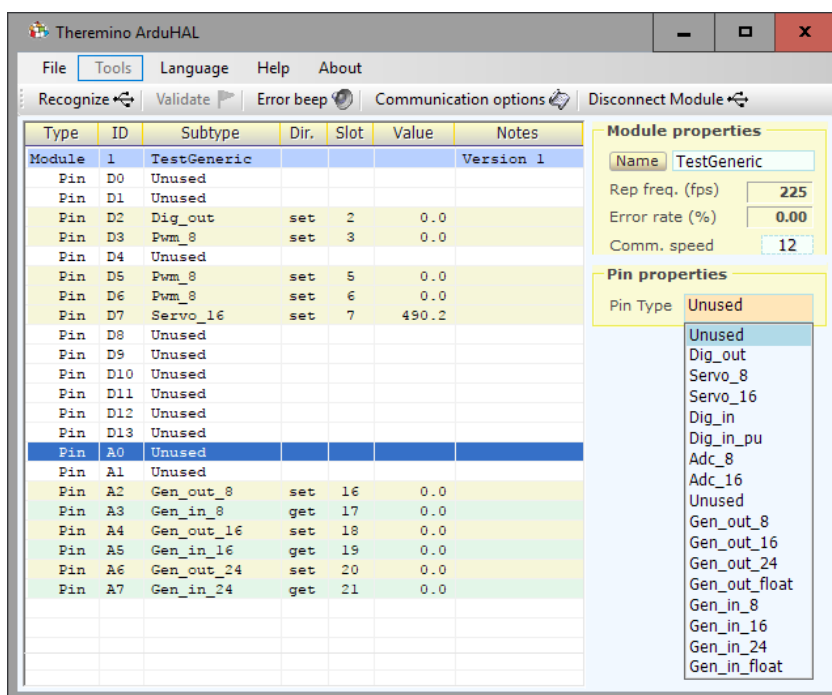 Theremino ArduHAL
File Tools Language Help About
Recognize Validate Error beep Communication options Disconnect Module
Type ID Subtype Dir. Slot Value Notes
Module 1 TestGeneric Version 1
Pin D0 Unused
Pin D1 Unused
Pin D2 Dig_out set 2 0.0
Pin D3 Pwm_8 set 3 0.0
Pin D4 Unused
Pin D5 Pwm_8 set 5 0.0
Pin D6 Pwm_8 set 6 0.0
Pin D7 Servo_16 set 7 490.2
Pin D8 Unused
Pin D9 Unused
Pin D10 Unused
Pin D11 Unused
Pin D12 Unused
Pin D13 Unused
Pin A0 Unused
Pin A1 Unused
Pin A2 Gen_out_8 set 16 0.0
Pin A3 Gen_in_8 get 17 0.0
Pin A4 Gen_out_16 set 18 0.0
Pin A5 Gen_in_16 get 19 0.0
Pin A6 Gen_out_24 set 20 0.0
Pin A7 Gen_in_24 get 21 0.0
Module properties
Name TestGeneric
Rep freq. (fps) 225
Error rate (%) 0.00
Comm. speed 12
Pin properties
Pin Type Unused
Unused
Dig_out
Servo_8
Servo_16
Dig_in
Dig_in_pu
Adc_8
Adc_16
Unused
Gen_out_8
Gen_out_16
Gen_out_24
Gen_out_float
Gen_in_8
Gen_in_16
Gen_in_24
Gen_in_float